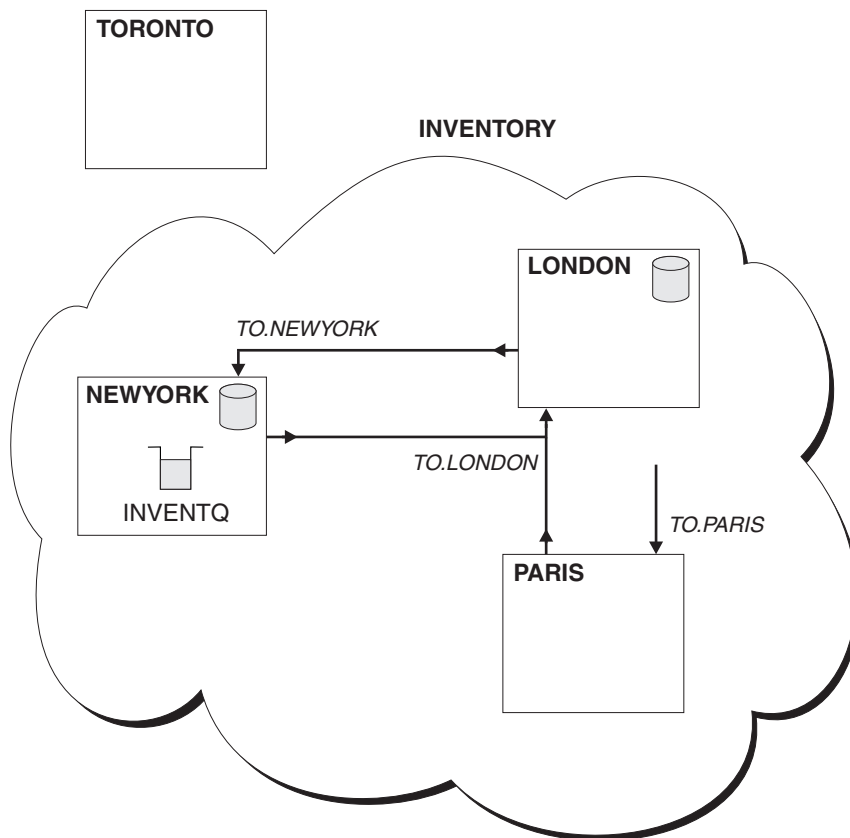 TORONTO
INVENTORY
LONDON
TO.NEWYORK
NEWYORK
TO.LONDON
INVENTQ
TO.PARIS
PARIS